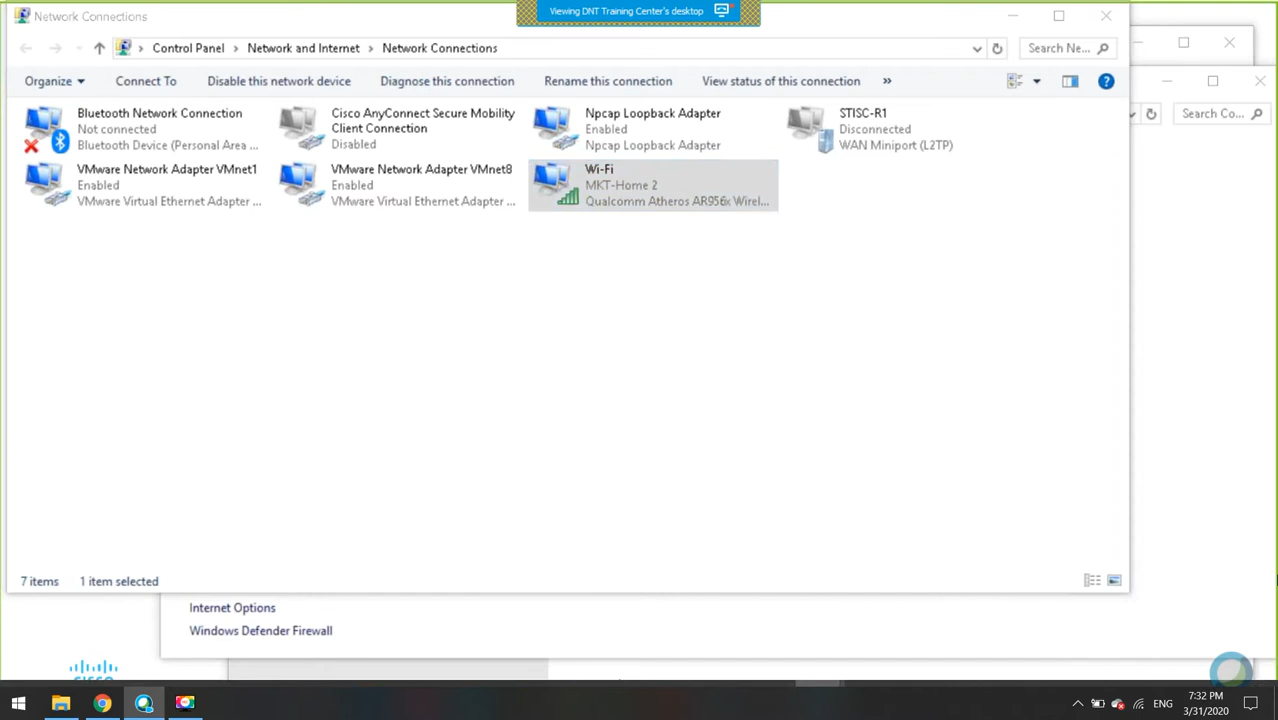 Network Connections
Viewing DNT Training Center's desktop
Control Panel
Network and Internet
Network Connections
Search Ne...
Organize
Connect To
Disable this network device
Diagnose this connection
Rename this connection
View status of this connection
»
Search Co...
Bluetooth Network Connection
Not connected
Bluetooth Device (Personal Area ...
Cisco AnyConnect Secure Mobility
Client Connection
Disabled
Npcap Loopback Adapter
Enabled
Npcap Loopback Adapter
STISC-R1
Disconnected
WAN Miniport (L2TP)
VMware Network Adapter VMnet1
Enabled
VMware Virtual Ethernet Adapter ...
VMware Network Adapter VMnet8
Enabled
VMware Virtual Ethernet Adapter ...
Wi-Fi
MKT-Home 2
Qualcomm Atheros AR956x Wirel...
7 items
1 item selected
Internet Options
Windows Defender Firewall
CISCO
ENG
7:32 PM
3/31/2020